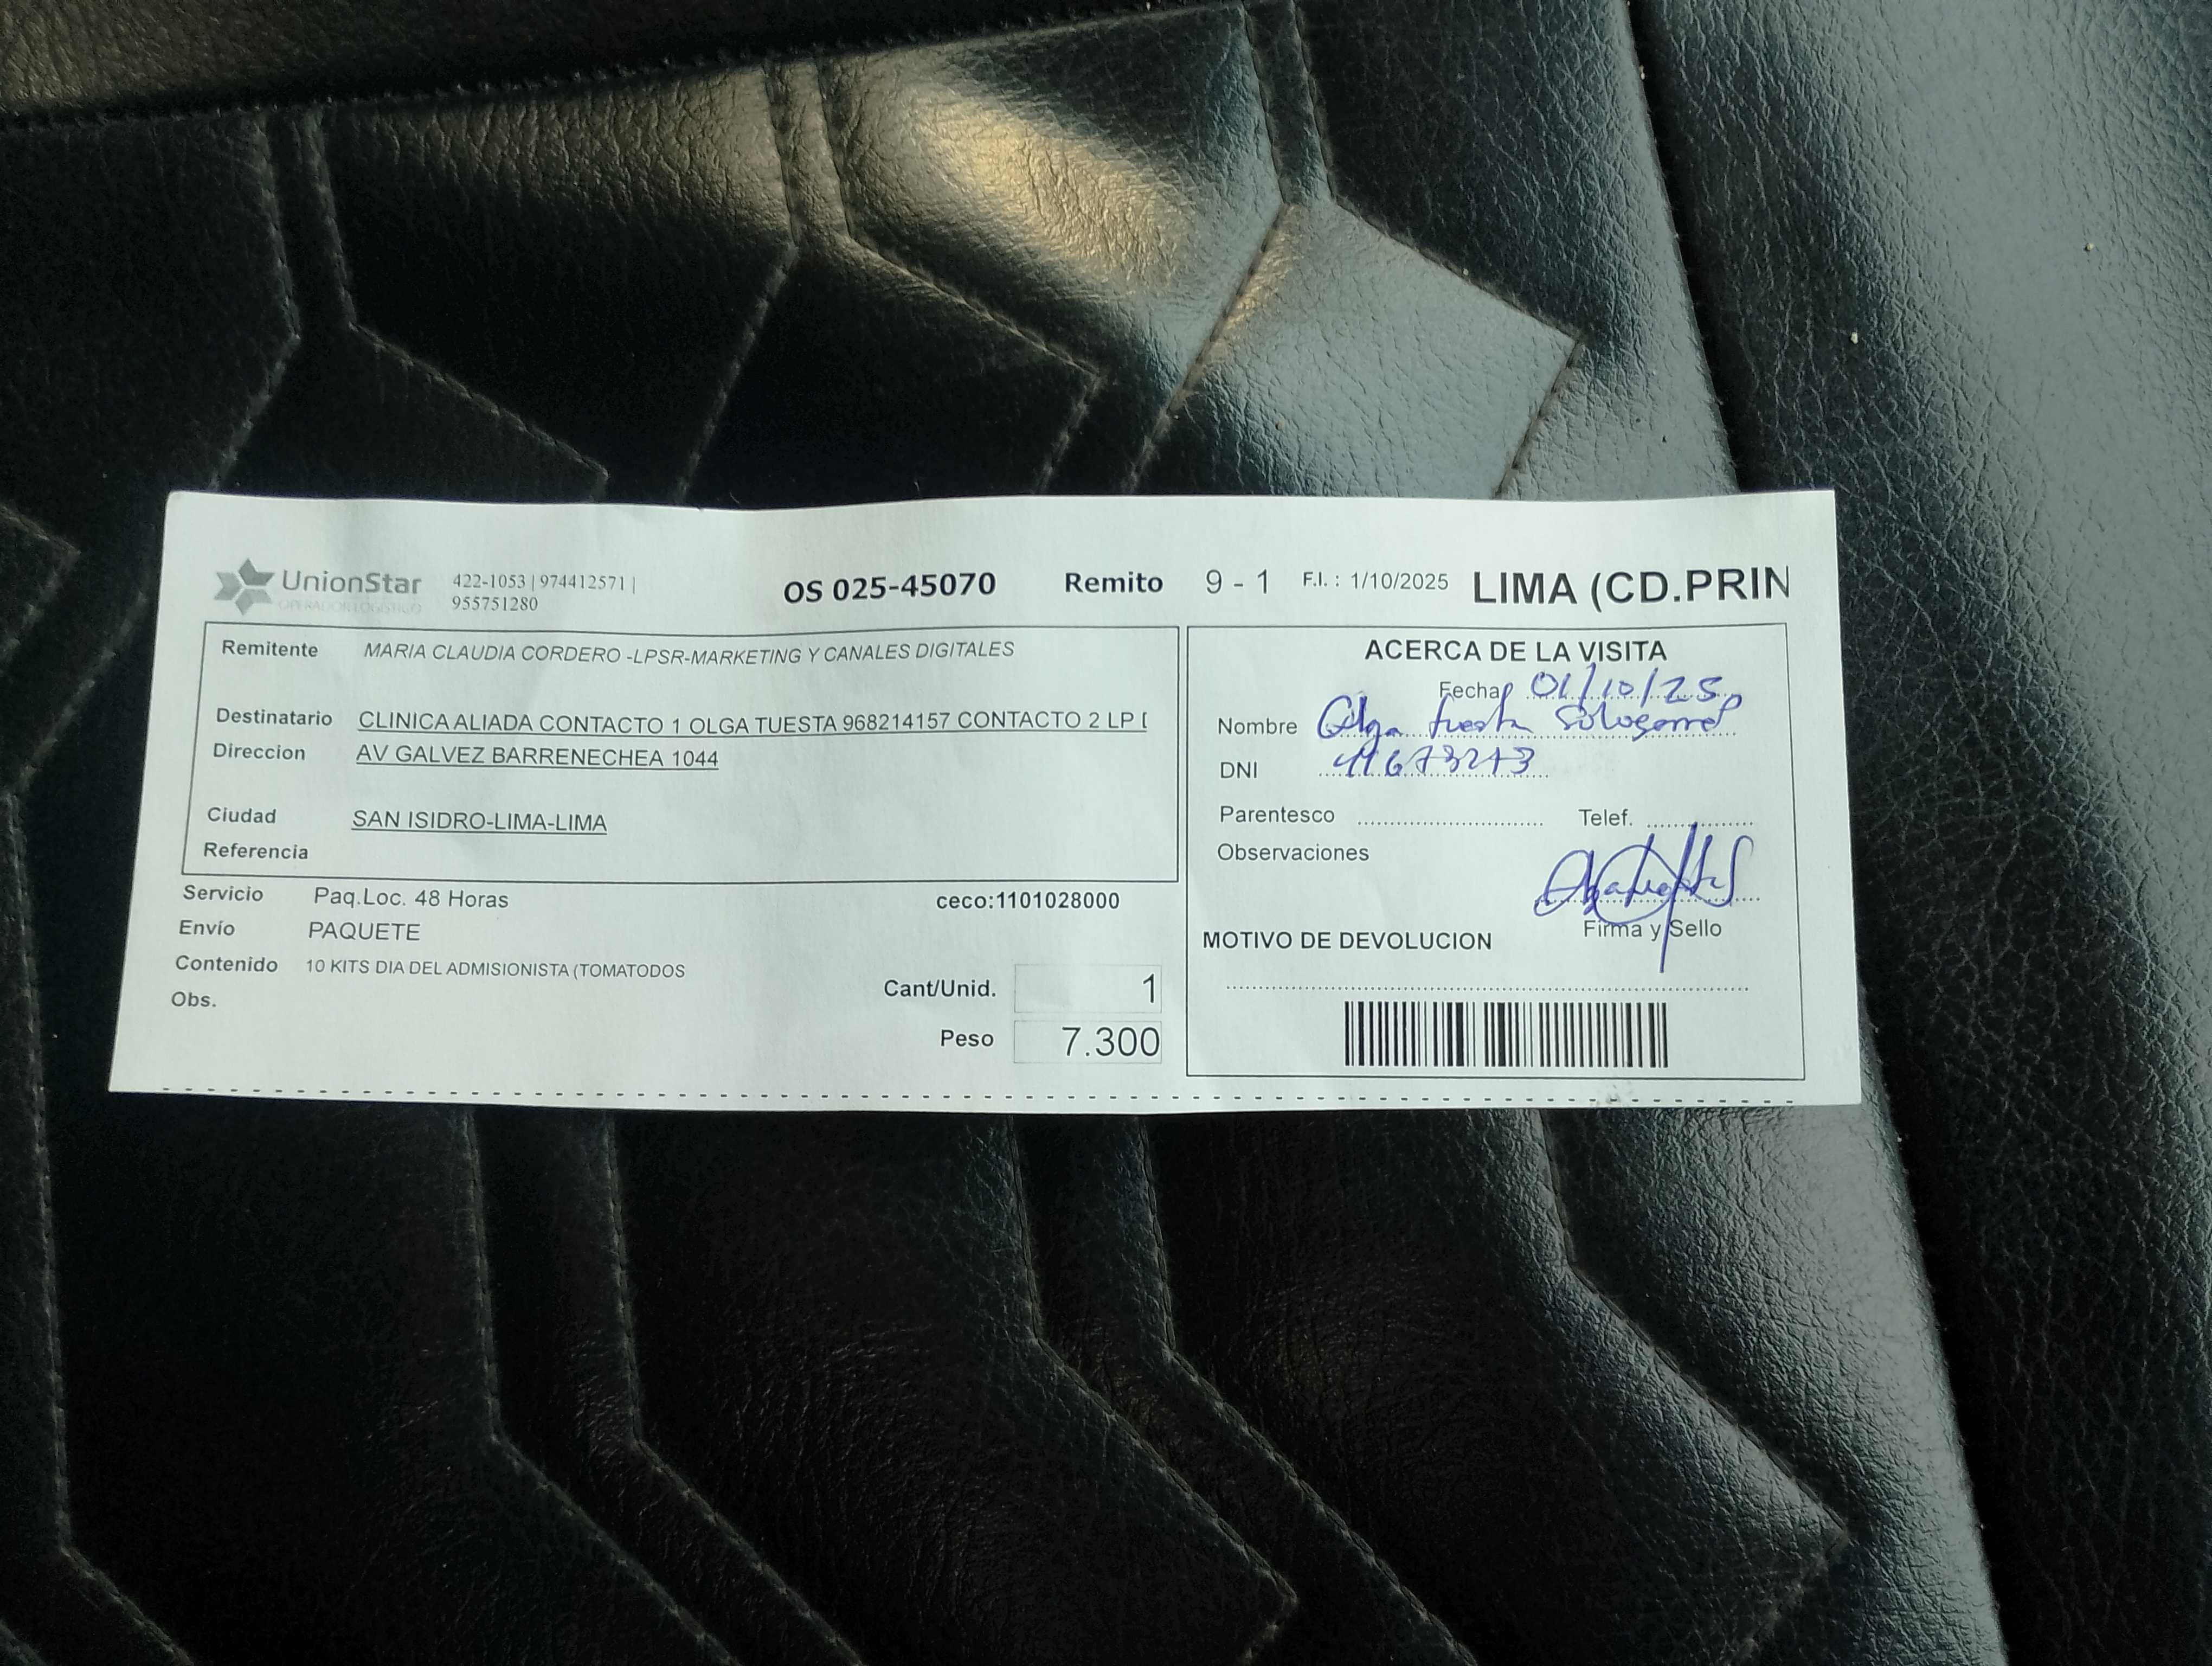 UnionStar
OPERADOR LOGISTICO
422-1053 | 974412571 |
955751280
OS 025-45070 Remito 9 - 1 F.I. : 1/10/2025 LIMA (CD.PRIN
Remitente MARIA CLAUDIA CORDERO -LPSR-MARKETING Y CANALES DIGITALES
Destinatario CLINICA ALIADA CONTACTO 1 OLGA TUESTA 968214157 CONTACTO 2 LP
Direccion AV GALVEZ BARRENECHEA 1044
Ciudad SAN ISIDRO-LIMA-LIMA
Referencia
Servicio Paq.Loc. 48 Horas ceco:1101028000
Envío PAQUETE
Contenido 10 KITS DIA DEL ADMISIONISTA (TOMATODOS
Obs.
Cant/Unid. 1
Peso 7.300
ACERCA DE LA VISITA
Fecha 01/10/25
Nombre Olga Tuesta
DNI
Parentesco Telef.
Observaciones
Firma y Sello
MOTIVO DE DEVOLUCION